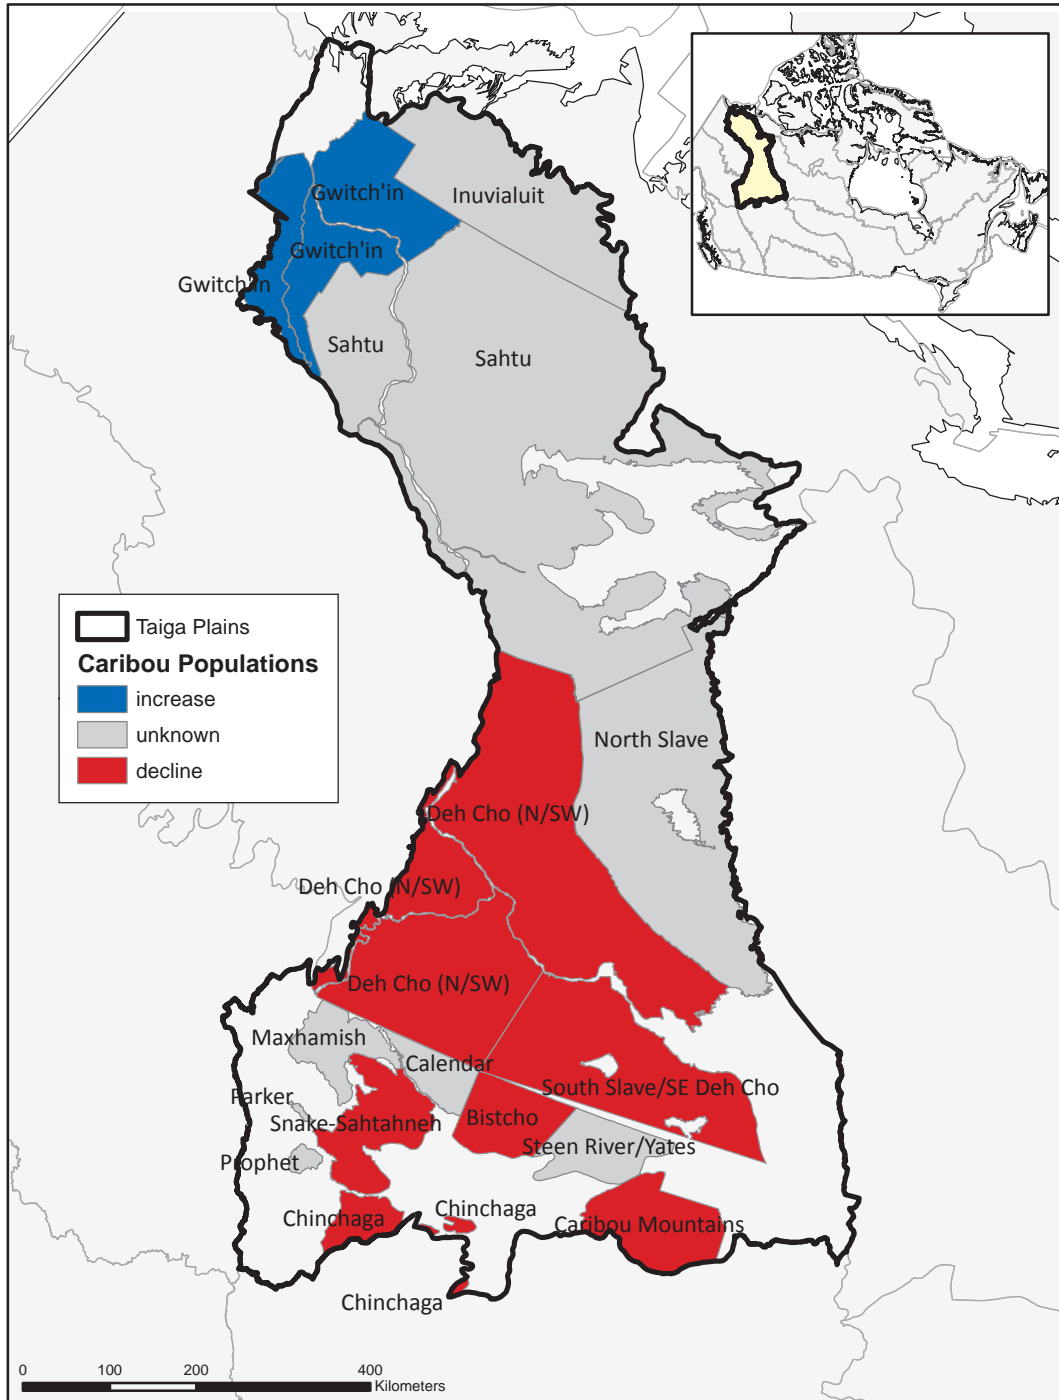 Gwitch'in
Inuvialuit
Gwitch'in
Gwitch'in
Sahtu
Sahtu
Taiga Plains
Caribou Populations
increase
unknown
decline
North Slave
Deh Cho (N/SW)
Deh Cho (N/SW)
Deh Cho (N/SW)
Maxhamish
Calendar
South Slave/SE Deh Cho
Parker
Snake-Sahtahneh
Bistcho
Steen River/Yates
Prophet
Chinchaga
Chinchaga
Caribou Mountains
Chinchaga
0 100 200 400
Kilometers